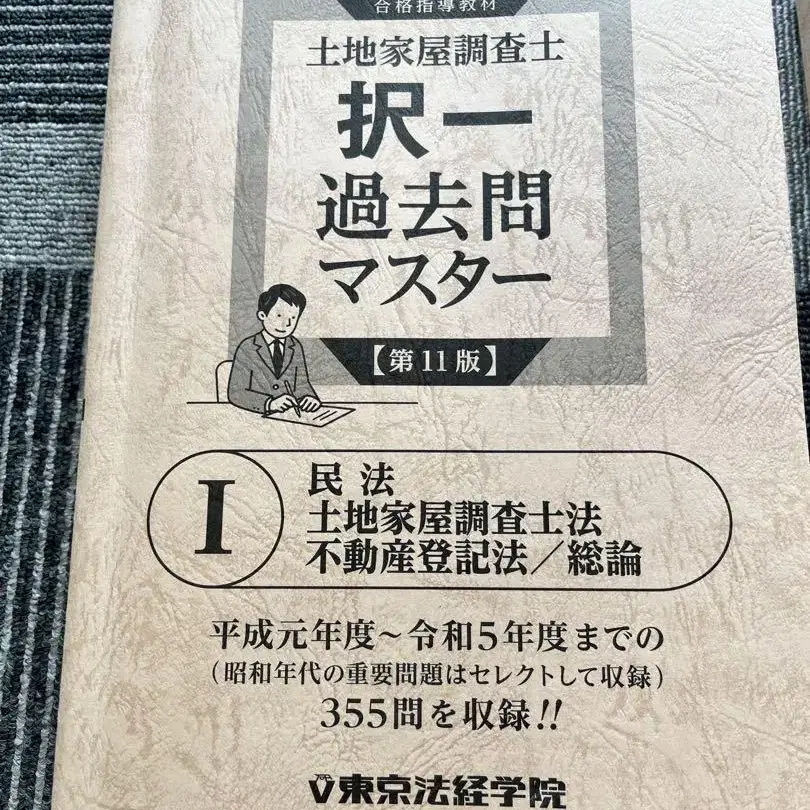 合格指導教材
土地家屋調査士
択一
過去問
マスター
【第11版】
I
民法
土地家屋調査士法
不動産登記法／総論
平成元年度～令和5年度までの
(昭和年代の重要問題はセレクトして収録)
355問を収録!!
東京法経学院